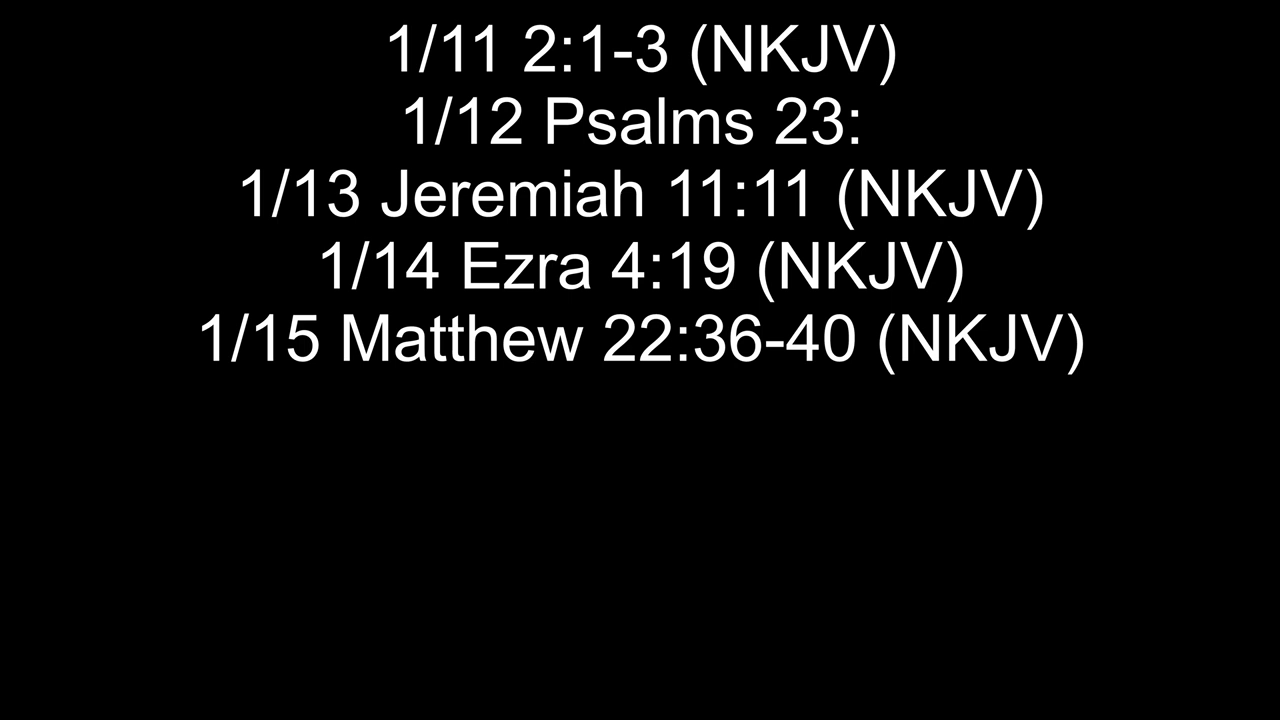 1/11 2:1-3 (NKJV)
1/12 Psalms 23:
1/13 Jeremiah 11:11 (NKJV)
1/14 Ezra 4:19 (NKJV)
1/15 Matthew 22:36-40 (NKJV)